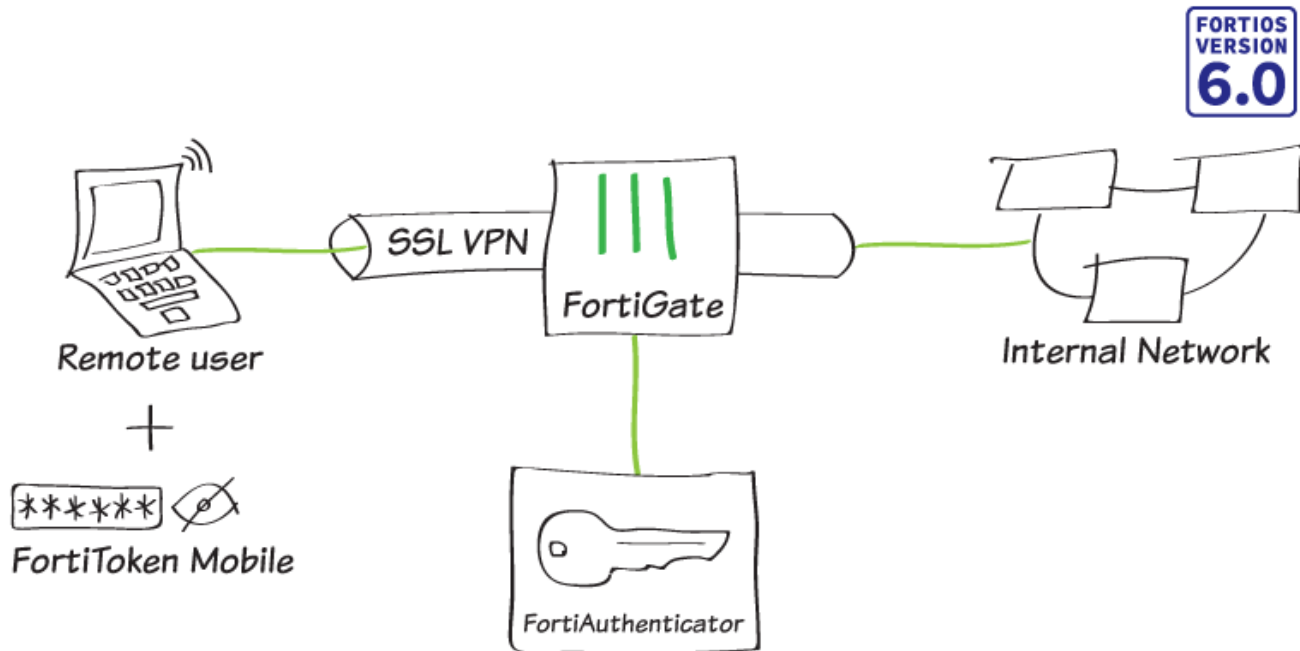 FORTIOS
VERSION
6.0
SSL VPN
FortiGate
Remote user
Internal Network
+
******
FortiToken Mobile
FortiAuthenticator